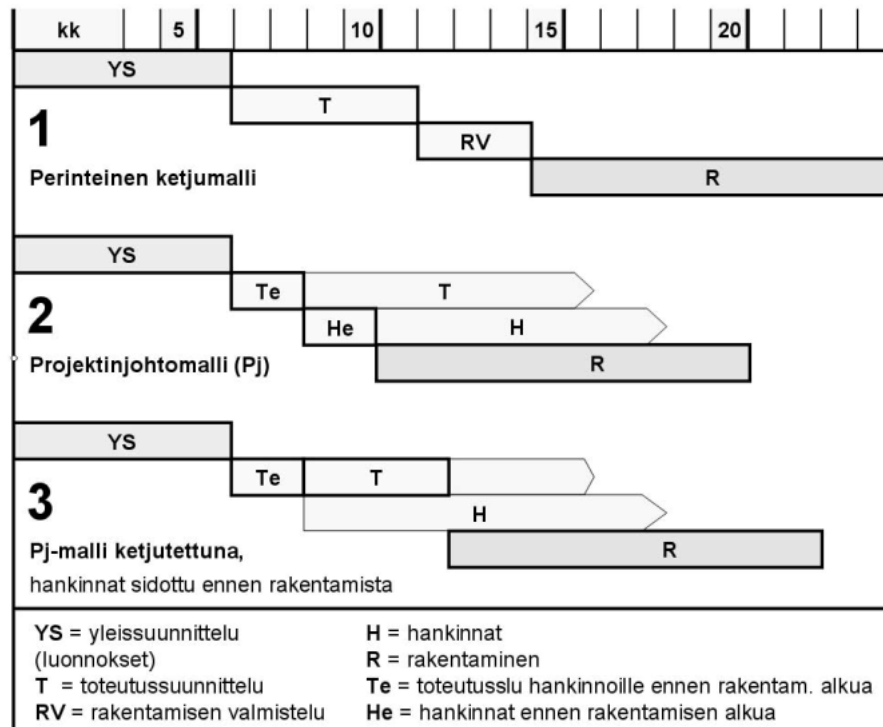 kk 5 10 15 20
YS
T
1
RV
Perinteinen ketjumalli
R
YS
Te T
2
He H
Projektinjohtomalli (Pj)
R
YS
Te T
3
H
Pj-malli ketjutettuna,
R
hankinnat sidottu ennen rakentamista
YS = yleissuunnittelu
(luonnokset)
T = toteutussuunnittelu
RV = rakentamisen valmistelu
H = hankinnat
R = rakentaminen
Te = toteutusslu hankinnoille ennen rakentam. alkua
He = hankinnat ennen rakentamisen alkua